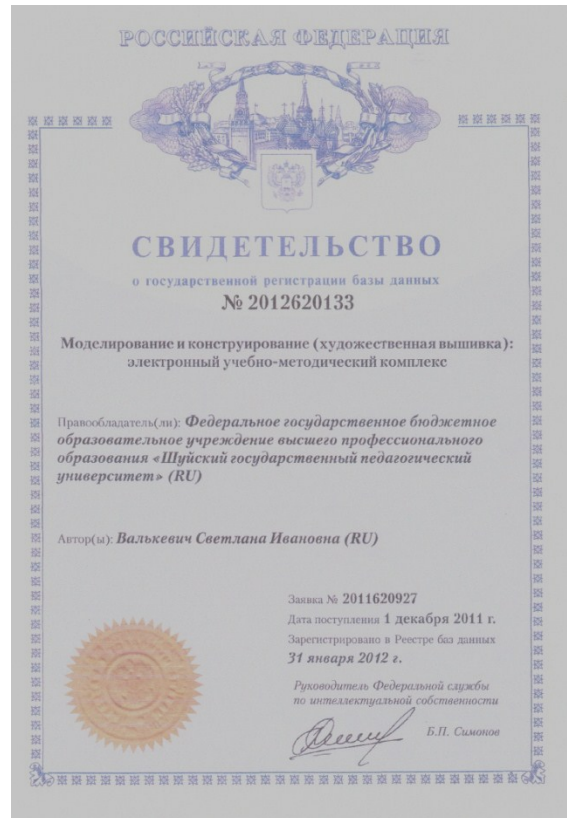 РОССИЙСКАЯ ФЕДЕРАЦИЯ
СВИДЕТЕЛЬСТВО
о государственной регистрации базы данных
№ 2012620133
Моделирование и конструирование (художественная вышивка):
электронный учебно-методический комплекс
Правообладатель(ли): Федеральное государственное бюджетное
образовательное учреждение высшего профессионального
образования «Шуйский государственный педагогический
университет» (RU)
Автор(ы): Валькевич Светлана Ивановна (RU)
Заявка № 2011620927
Дата поступления 1 декабря 2011 г.
Зарегистрировано в Реестре баз данных
31 января 2012 г.
Руководитель Федеральной службы
по интеллектуальной собственности
Б.П. Симонов